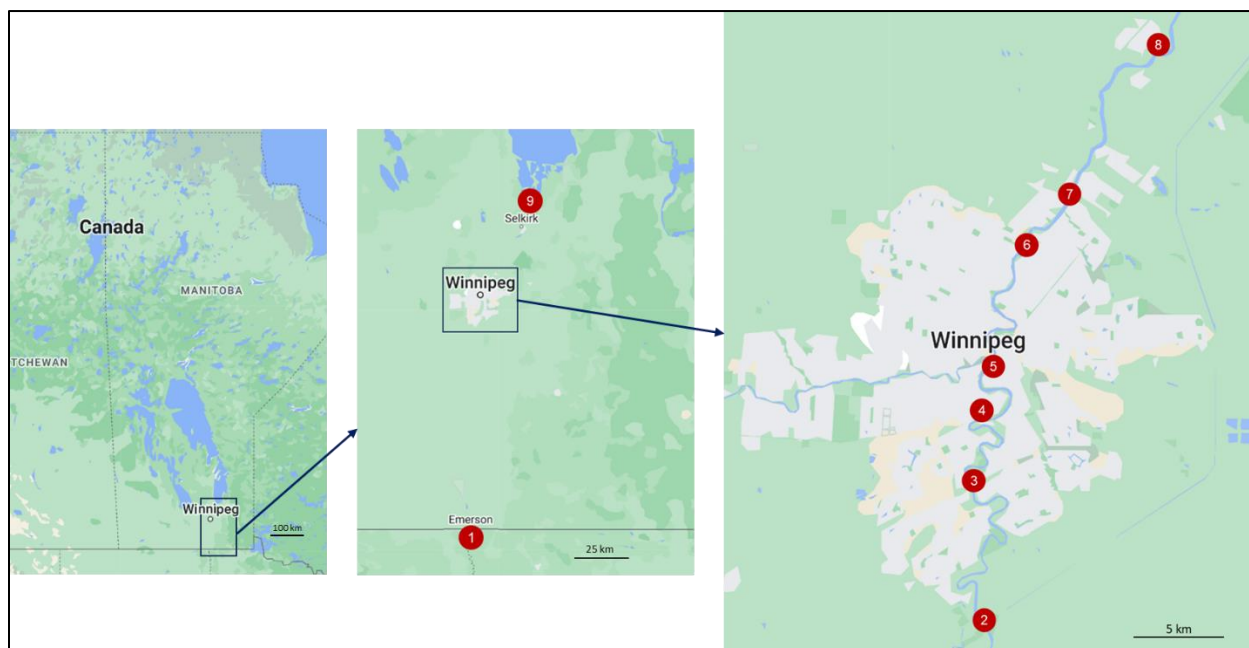 Canada
MANITOBA
TCHEWAN
Winnipeg
100 km
9
Selkirk
Winnipeg
Emerson
1
25 km
8
7
6
Winnipeg
5
4
3
2
5 km